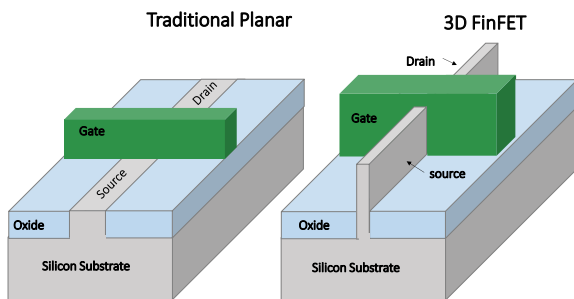 Traditional Planar
Drain
Gate
Source
Oxide
Silicon Substrate
3D FinFET
Drain
Gate
source
Oxide
Silicon Substrate